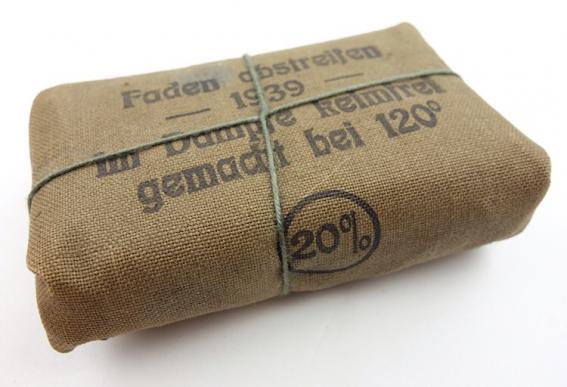 Faden abstreifen
— 1939 —
im Dampfe keimfrei
gemacht bei 120°
20%